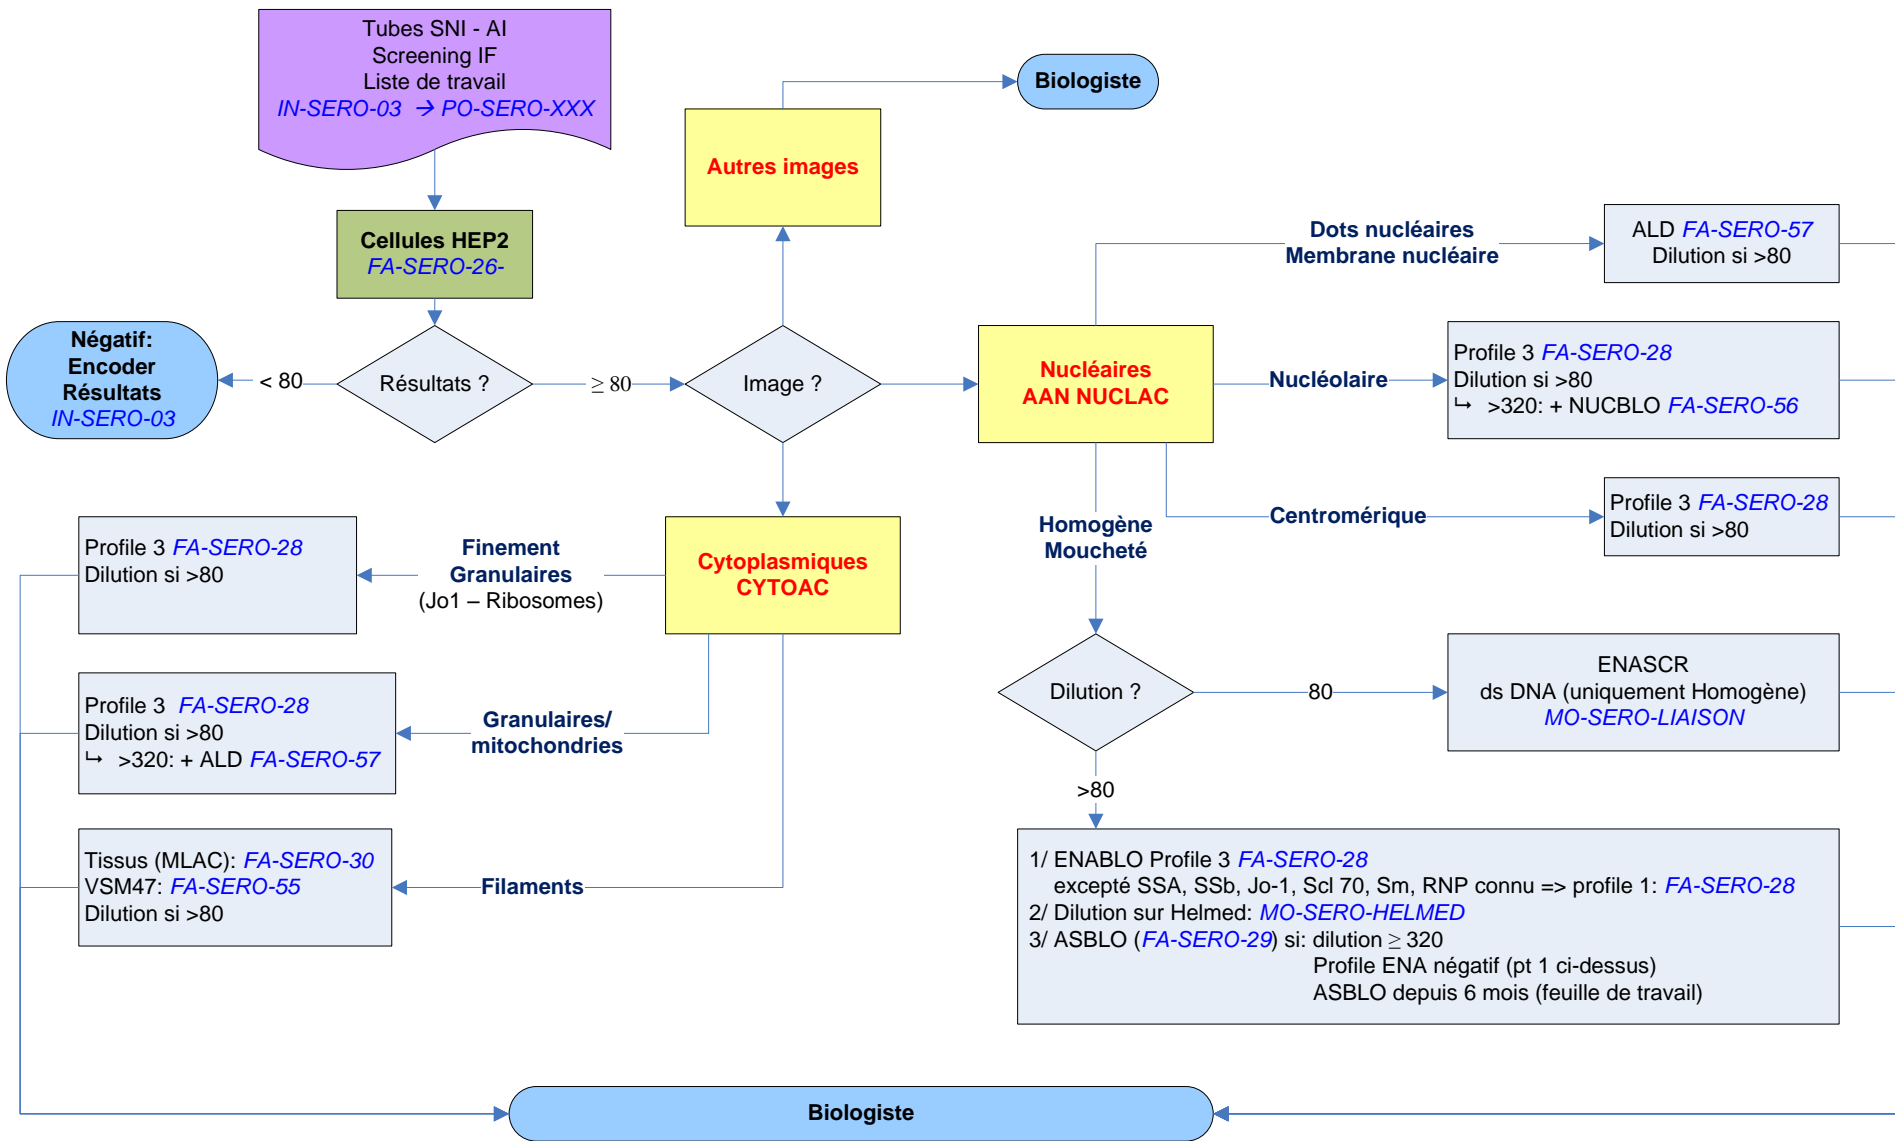 Tubes SNI - AI
Screening IF
Liste de travail
IN-SERO-03 → PO-SERO-XXX
Biologiste
Autres images
Cellules HEP2
FA-SERO-26-
Dots nucléaires
Membrane nucléaire
ALD FA-SERO-57
Dilution si >80
Négatif:
Encoder
Résultats
IN-SERO-03
< 80
Résultats ?
≥ 80
Image ?
Nucléaires
AAN NUCLAC
Nucléolaire
Profile 3 FA-SERO-28
Dilution si >80
↳ >320: + NUCBLO FA-SERO-56
Centromérique
Profile 3 FA-SERO-28
Dilution si >80
Homogène
Moucheté
Profile 3 FA-SERO-28
Dilution si >80
Finement
Granulaires
(Jo1 – Ribosomes)
Cytoplasmiques
CYTOAC
Profile 3 FA-SERO-28
Dilution si >80
↳ >320: + ALD FA-SERO-57
Granulaires/
mitochondries
Dilution ?
80
ENASCR
ds DNA (uniquement Homogène)
MO-SERO-LIAISON
>80
Tissus (MLAC): FA-SERO-30
VSM47: FA-SERO-55
Dilution si >80
Filaments
1/ ENABLO Profile 3 FA-SERO-28
excepté SSA, SSb, Jo-1, Scl 70, Sm, RNP connu => profile 1: FA-SERO-28
2/ Dilution sur Helmed: MO-SERO-HELMED
3/ ASBLO (FA-SERO-29) si: dilution ≥ 320
Profile ENA négatif (pt 1 ci-dessus)
ASBLO depuis 6 mois (feuille de travail)
Biologiste